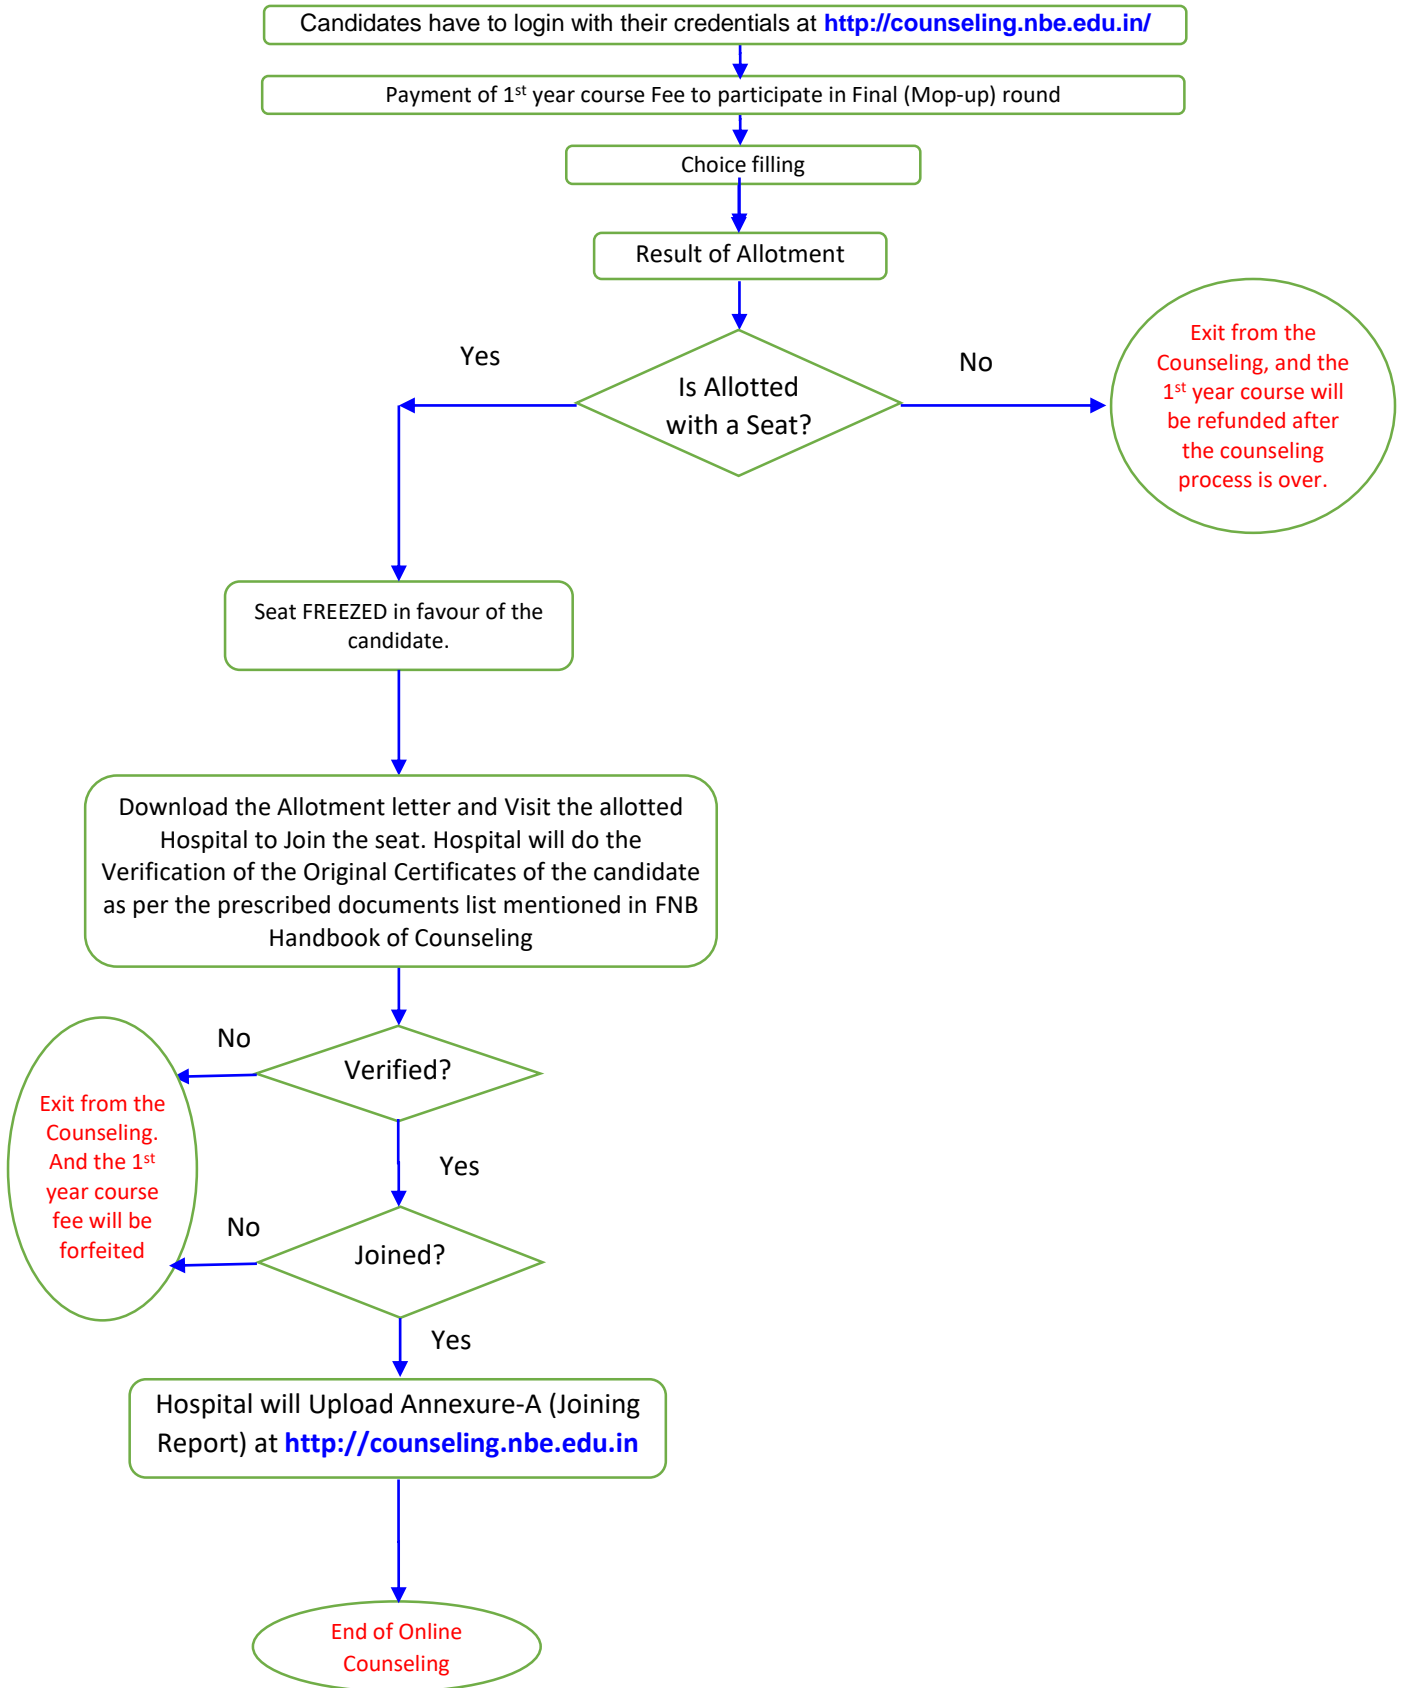 Candidates have to login with their credentials at http://counseling.nbe.edu.in/
Payment of 1st year course Fee to participate in Final (Mop-up) round
Choice filling
Result of Allotment
Is Allotted
with a Seat?
Yes
No
Exit from the
Counseling, and the
1st year course will
be refunded after
the counseling
process is over.
Seat FREEZED in favour of the
candidate.
Download the Allotment letter and Visit the allotted
Hospital to Join the seat. Hospital will do the
Verification of the Original Certificates of the candidate
as per the prescribed documents list mentioned in FNB
Handbook of Counseling
Verified?
No
Yes
Exit from the
Counseling.
And the 1st
year course
fee will be
forfeited
Joined?
No
Yes
Hospital will Upload Annexure-A (Joining
Report) at http://counseling.nbe.edu.in
End of Online
Counseling